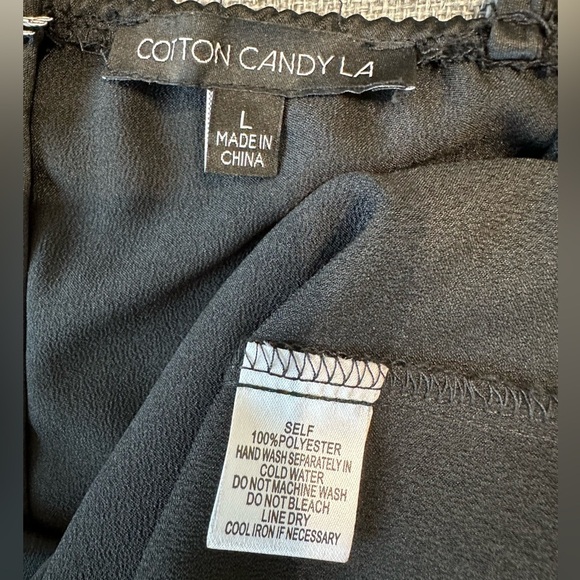 COTTON CANDY LA
L
MADE IN
CHINA
SELF
100%POLYESTER
HAND WASH SEPARATELY IN
COLD WATER
DO NOT MACHINE WASH
DO NOT BLEACH
LINE DRY
COOL IRON IF NECESSARY